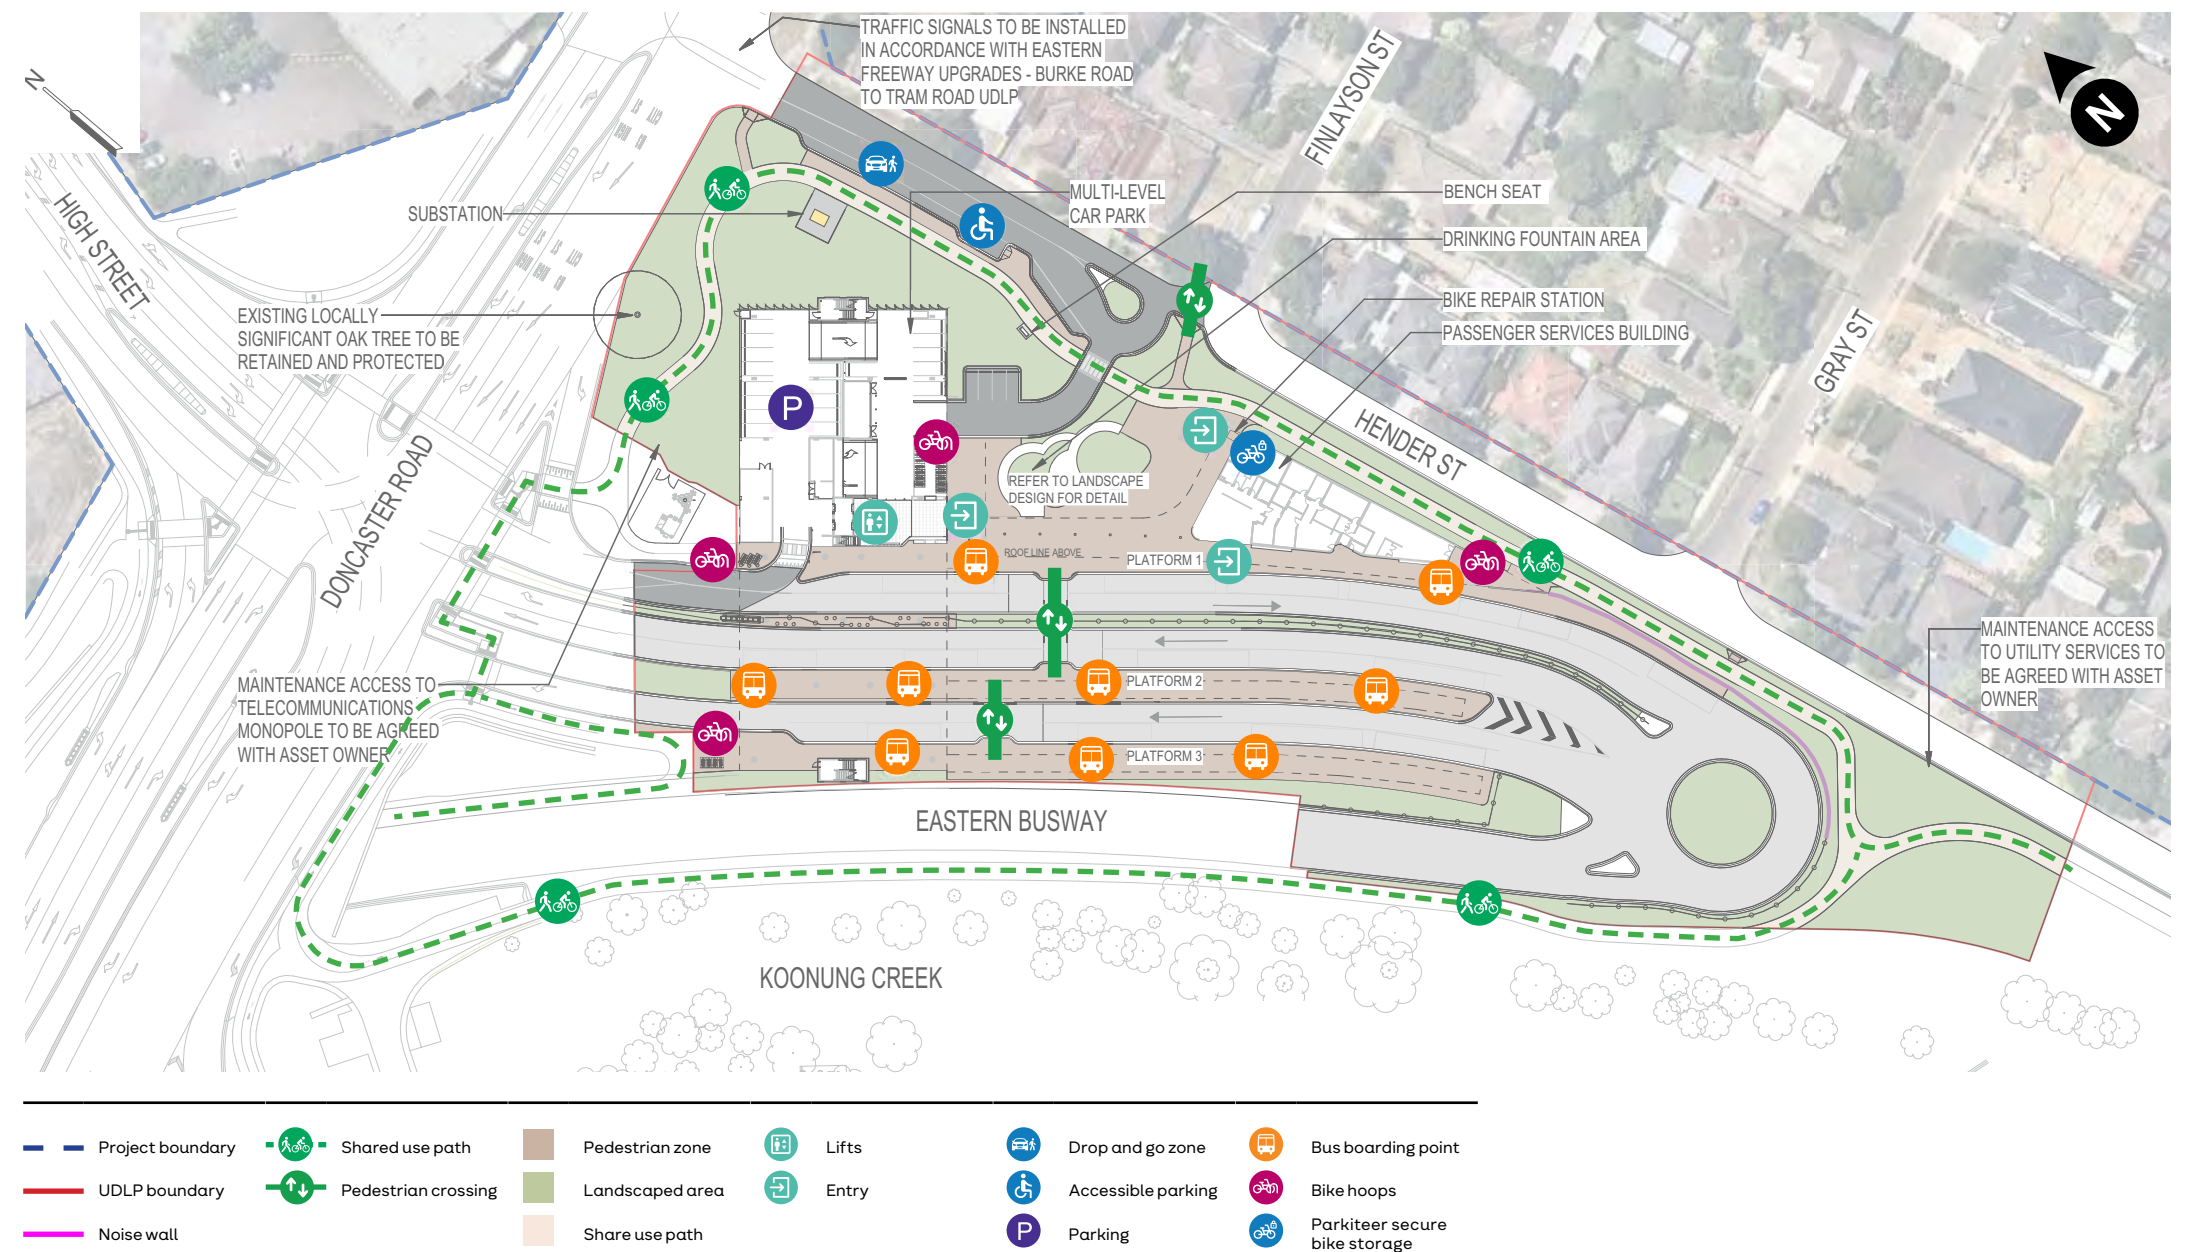 TRAFFIC SIGNALS TO BE INSTALLED
IN ACCORDANCE WITH EASTERN
FREEWAY UPGRADES - BURKE ROAD
TO TRAM ROAD UDLP
N
N
FINLAYSON ST
HIGH STREET
SUBSTATION
MULTI-LEVEL
CAR PARK
BENCH SEAT
DRINKING FOUNTAIN AREA
BIKE REPAIR STATION
PASSENGER SERVICES BUILDING
EXISTING LOCALLY
SIGNIFICANT OAK TREE TO BE
RETAINED AND PROTECTED
GRAY ST
P
HENDER ST
DONCASTER ROAD
REFER TO LANDSCAPE
DESIGN FOR DETAIL
ROOF LINE ABOVE
PLATFORM 1
MAINTENANCE ACCESS
TO UTILITY SERVICES TO
BE AGREED WITH ASSET
OWNER
MAINTENANCE ACCESS TO
TELECOMMUNICATIONS
MONOPOLE TO BE AGREED
WITH ASSET OWNER
PLATFORM 2
PLATFORM 3
EASTERN BUSWAY
KOONUNG CREEK
Project boundary
UDLP boundary
Noise wall
Shared use path
Pedestrian crossing
Pedestrian zone
Landscaped area
Share use path
Lifts
Entry
Drop and go zone
Accessible parking
P
Parking
Bus boarding point
Bike hoops
Parkiteer secure
bike storage